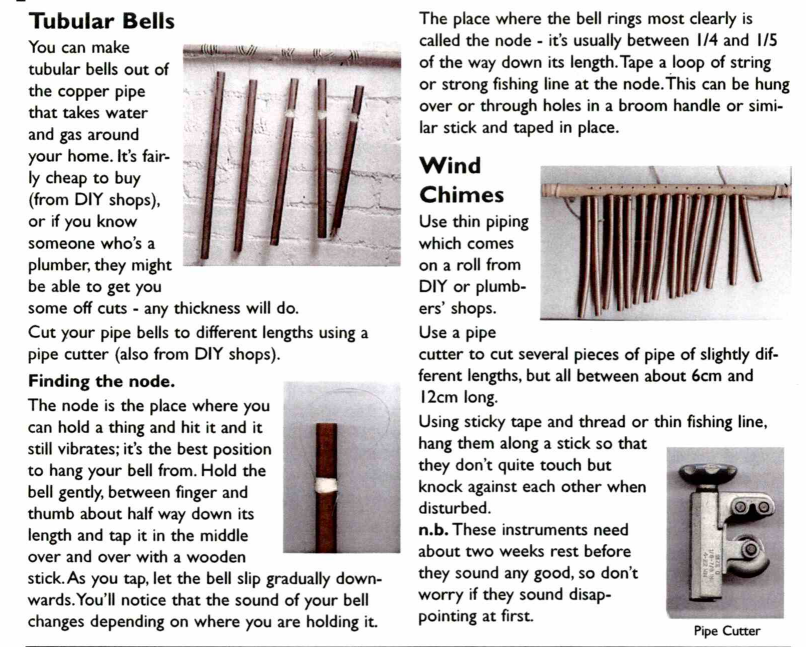 Tubular Bells
You can make
tubular bells out of
the copper pipe
that takes water
and gas around
your home. It's fair-
ly cheap to buy
(from DIY shops),
or if you know
someone who's a
plumber, they might
be able to get you
some off cuts - any thickness will do.
Cut your pipe bells to different lengths using a
pipe cutter (also from DIY shops).
Finding the node.
The node is the place where you
can hold a thing and hit it and it
still vibrates; it's the best position
to hang your bell from. Hold the
bell gently, between finger and
thumb about half way down its
length and tap it in the middle
over and over with a wooden
stick. As you tap, let the bell slip gradually down-
wards. You'll notice that the sound of your bell
changes depending on where you are holding it.
The place where the bell rings most clearly is
called the node - it's usually between 1/4 and 1/5
of the way down its length. Tape a loop of string
or strong fishing line at the node. This can be hung
over or through holes in a broom handle or simi-
lar stick and taped in place.
Wind
Chimes
Use thin piping
which comes
on a roll from
DIY or plumb-
ers' shops.
Use a pipe
cutter to cut several pieces of pipe of slightly dif-
ferent lengths, but all between about 6cm and
12cm long.
Using sticky tape and thread or thin fishing line,
hang them along a stick so that
they don't quite touch but
knock against each other when
disturbed.
n.b. These instruments need
about two weeks rest before
they sound any good, so don't
worry if they sound disap-
pointing at first.
Pipe Cutter